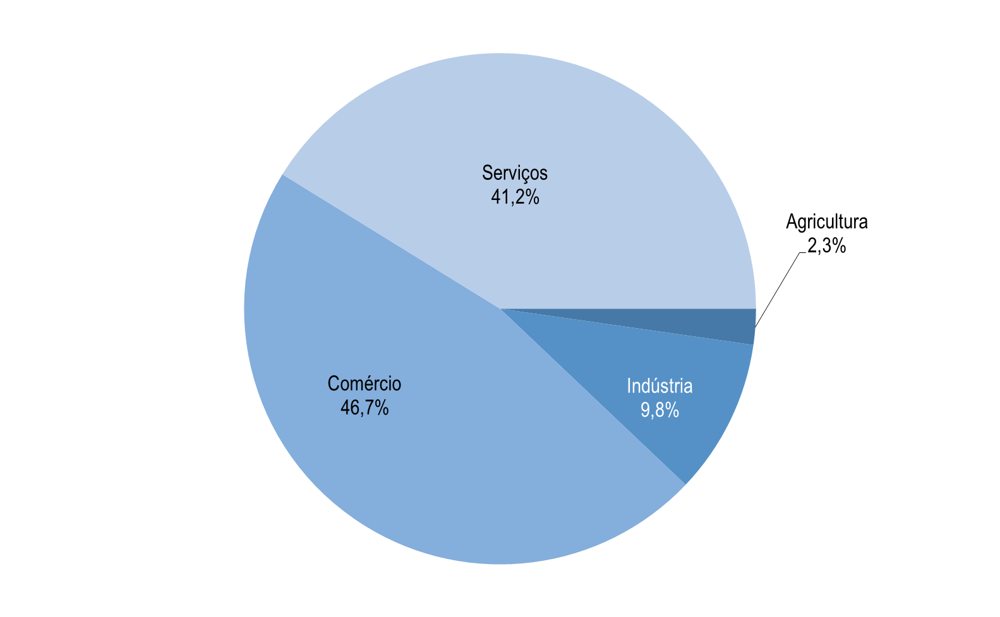 Serviços
41,2%
Agricultura
2,3%
Comércio
46,7%
Indústria
9,8%